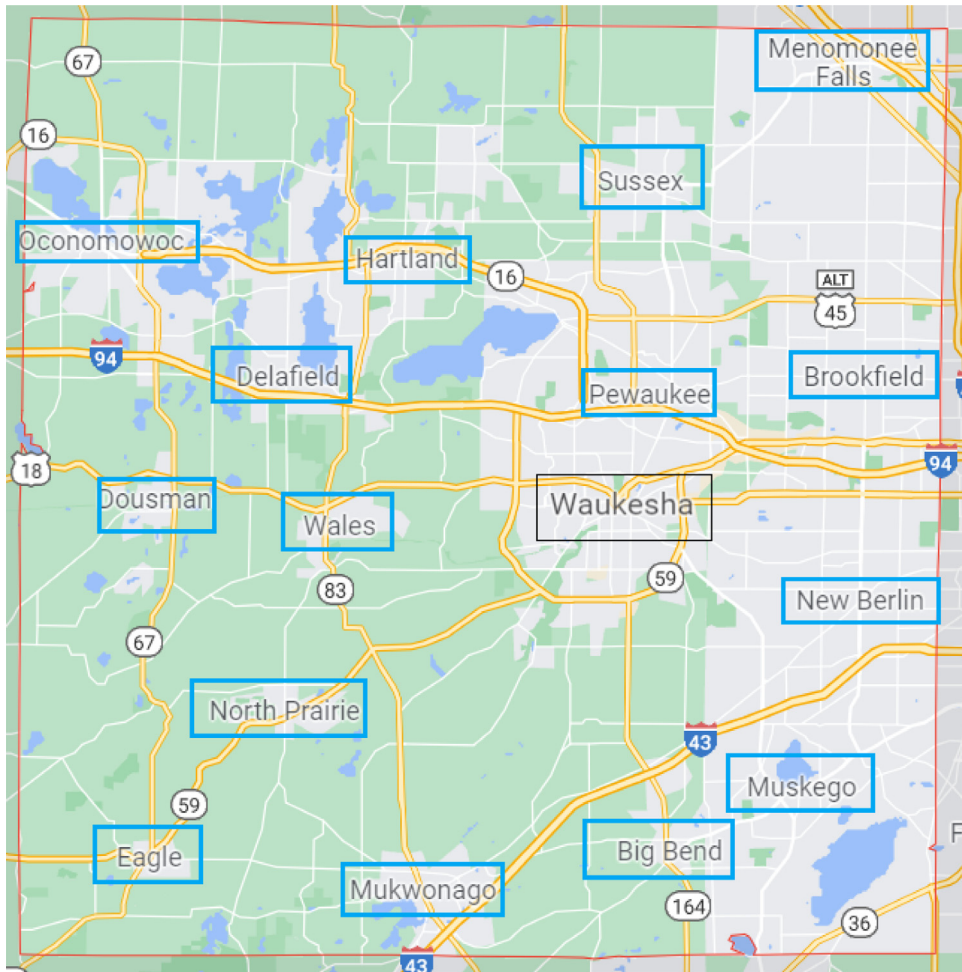 Menomonee
Falls
67
16
Sussex
Oconomowoc
Hartland
16
ALT
45
94
Delafield
Pewaukee
Brookfield
18
94
Dousman
Wales
Waukesha
59
83
New Berlin
67
North Prairie
43
Muskego
59
Eagle
Big Bend
F
Mukwonago
164
36
43